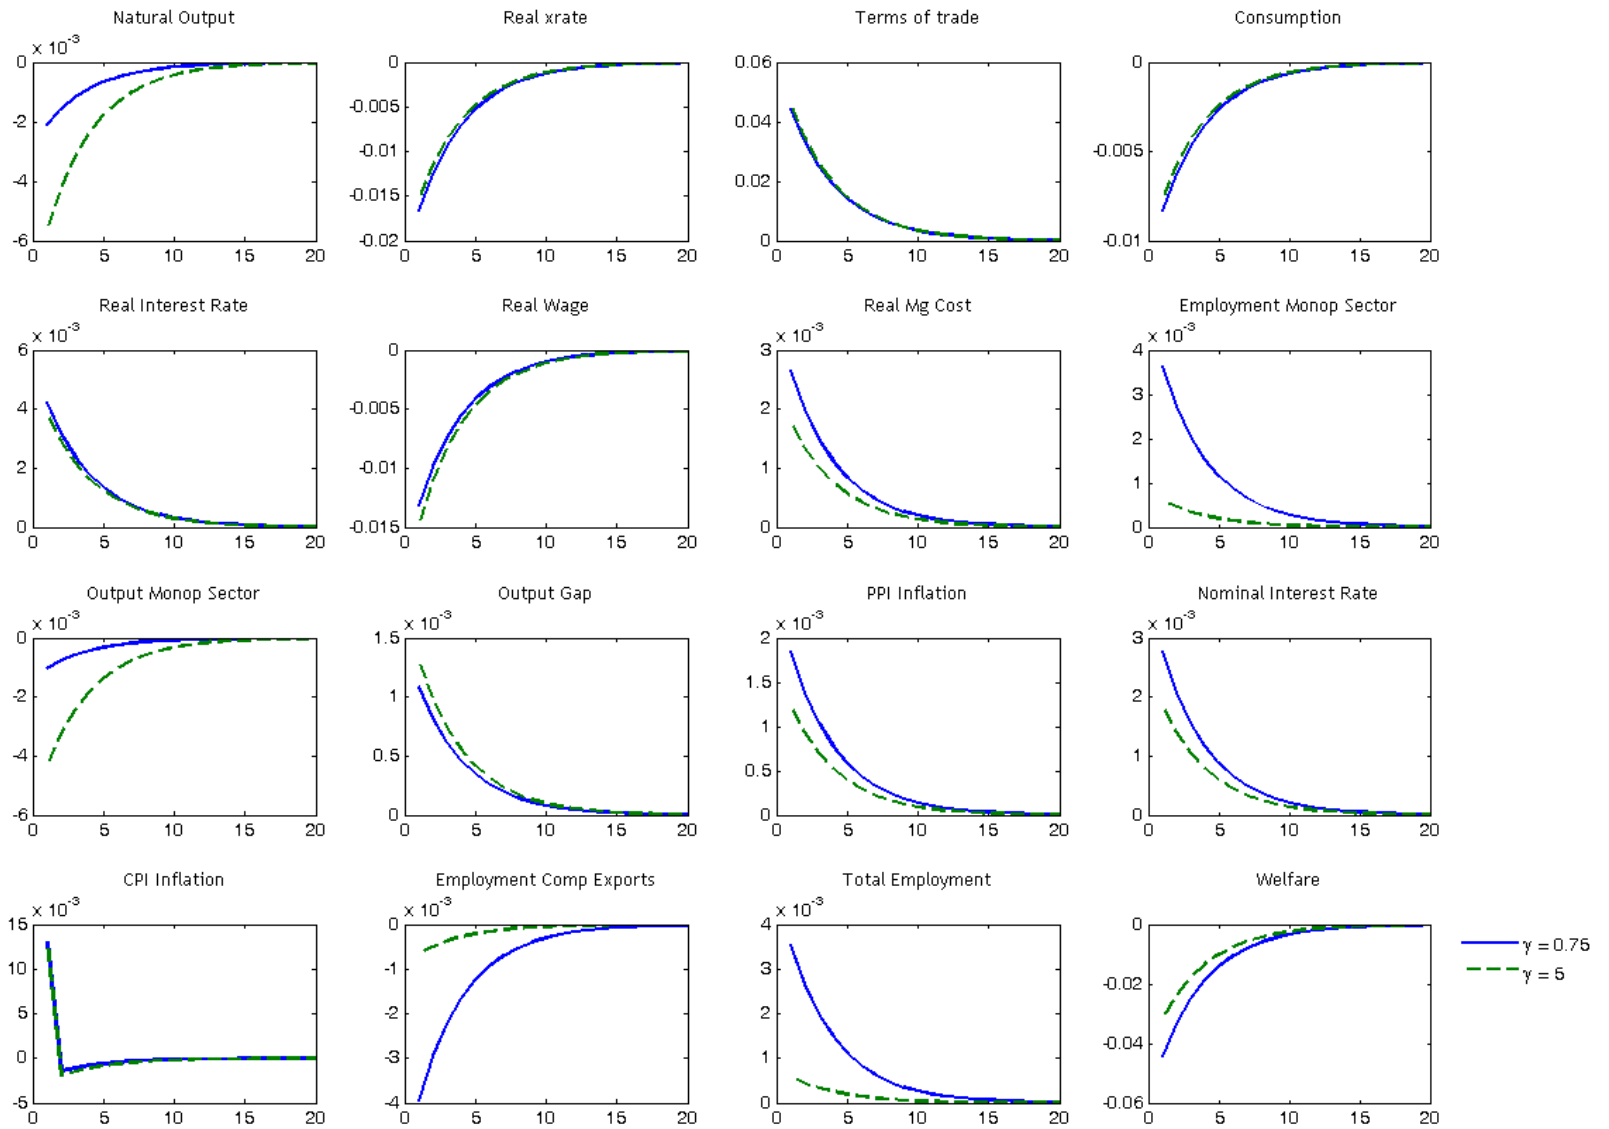 Natural Output Real xrate Terms of trade Consumption
× 10-3
0 0 0.06 0
-2 -0.005 0.04 -0.005
-4 -0.01 0.02
-0.015
-6 -0.02 0 -0.01
0 5 10 15 20 0 5 10 15 20 0 5 10 15 20 0 5 10 15 20
Real Interest Rate Real Wage Real Mg Cost Employment Monop Sector
× 10-3 × 10-3 × 10-3
6 0 3 4
4 -0.005 2 3
2 -0.01 1 2
1
0 -0.015 0 0
0 5 10 15 20 0 5 10 15 20 0 5 10 15 20 0 5 10 15 20
Output Monop Sector Output Gap PPI Inflation Nominal Interest Rate
× 10-3 × 10-3 × 10-3 × 10-3
0 1.5 2 3
-2 1 1.5 2
-4 0.5 1 1
0.5
-6 0 0 0
0 5 10 15 20 0 5 10 15 20 0 5 10 15 20 0 5 10 15 20
CPI Inflation Employment Comp Exports Total Employment Welfare
× 10-3 × 10-3 × 10-3
15 0 4 0
10 -1 3 -0.02
5 -2 2 -0.04
0 -3 1
-5 -4 0 -0.06
0 5 10 15 20 0 5 10 15 20 0 5 10 15 20 0 5 10 15 20
γ = 0.75
γ = 5